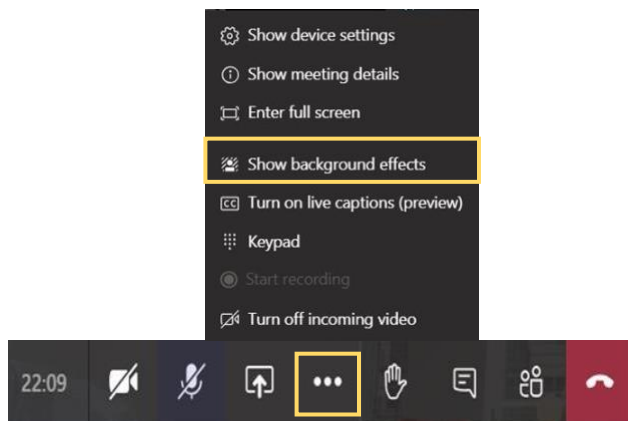 Show device settings
Show meeting details
Enter full screen
Show background effects
CC Turn on live captions (preview)
Keypad
Start recording
Turn off incoming video
22:09